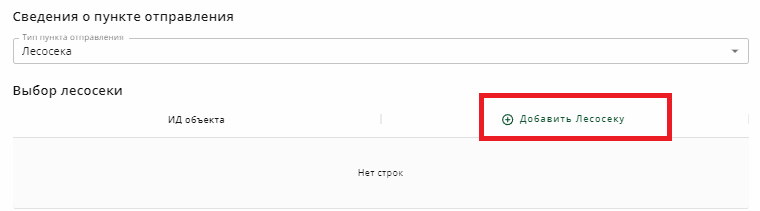 Сведения о пункте отправления
Тип пункта отправления
Лесосека
Выбор лесосеки
ИД объекта
Добавить Лесосеку
Нет строк